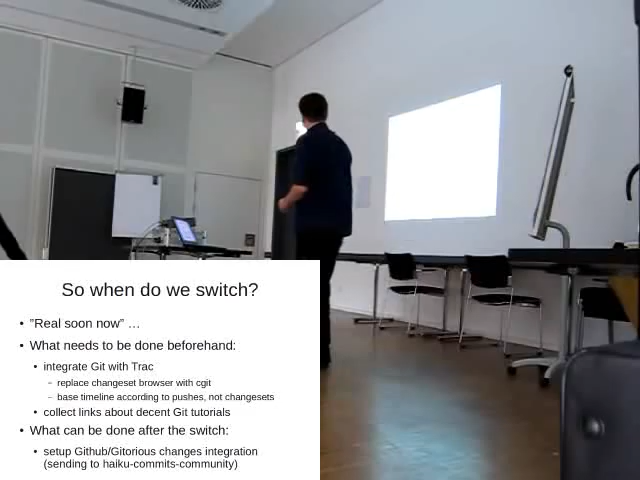 So when do we switch?
• "Real soon now" …
• What needs to be done beforehand:
• integrate Git with Trac
– replace changeset browser with cgit
– base timeline according to pushes, not changesets
• collect links about decent Git tutorials
• What can be done after the switch:
• setup Github/Gitorious changes integration
(sending to haiku-commits-community)